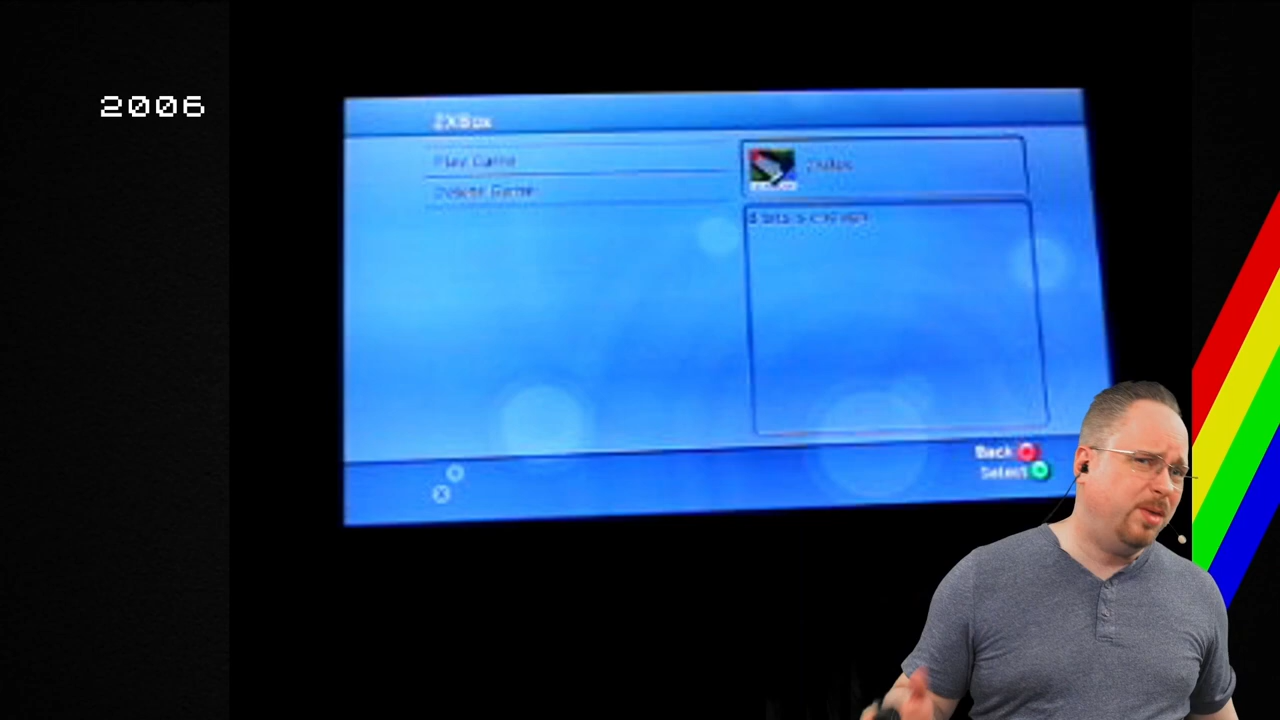 2006
ZXBox
Play Game
Delete Game
ZXBox
Back
Select
X